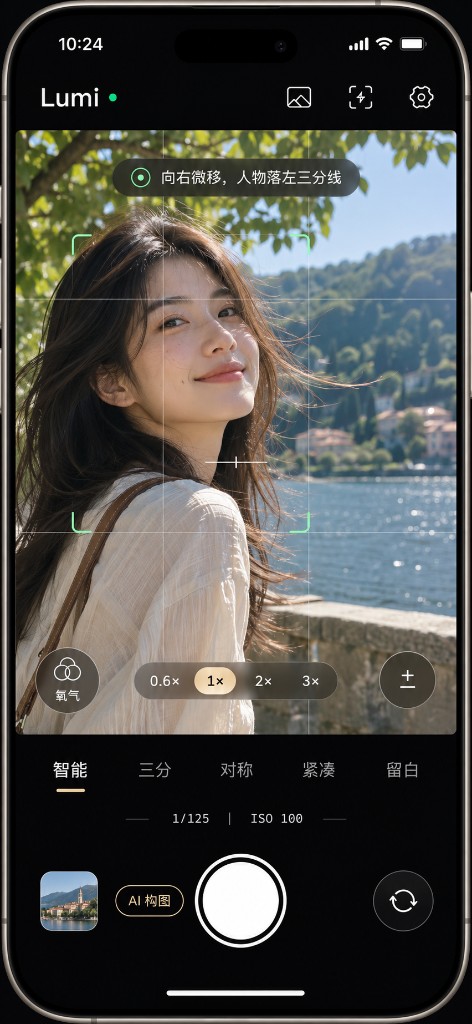 10:24
Lumi
向右微移，人物落左三分线
氧气
0.6×
1×
2×
3×
智能
三分
对称
紧凑
留白
1/125 | ISO 100
AI 构图